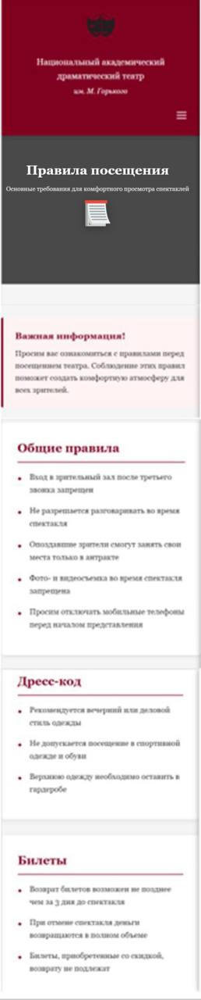 Национальный академический
драматический театр
им. М. Горького
Правила посещения
Основные требования для комфортного просмотра спектаклей
Важная информация!
Просим вас ознакомиться с правилами перед
посещением театра. Соблюдение этих правил
поможет создать комфортную атмосферу для
всех зрителей.
Общие правила
Вход в зрительный зал после третьего
звонка запрещен
Не разрешается разговаривать во время
спектакля
Опоздавшие зрители смогут занять свои
места только в антракте
Фото- и видеосъемка во время спектакля
запрещена
Просим отключать мобильные телефоны
перед началом представления
Дресс-код
Рекомендуется вечерний или деловой
стиль одежды
Не допускается посещение в спортивной
одежде и обуви
Верхнюю одежду необходимо оставить в
гардеробе
Билеты
Возврат билетов возможен не позднее
чем за 3 дня до спектакля
При отмене спектакля деньги
возвращаются в полном объеме
Билеты, приобретенные со скидкой,
возврату не подлежат